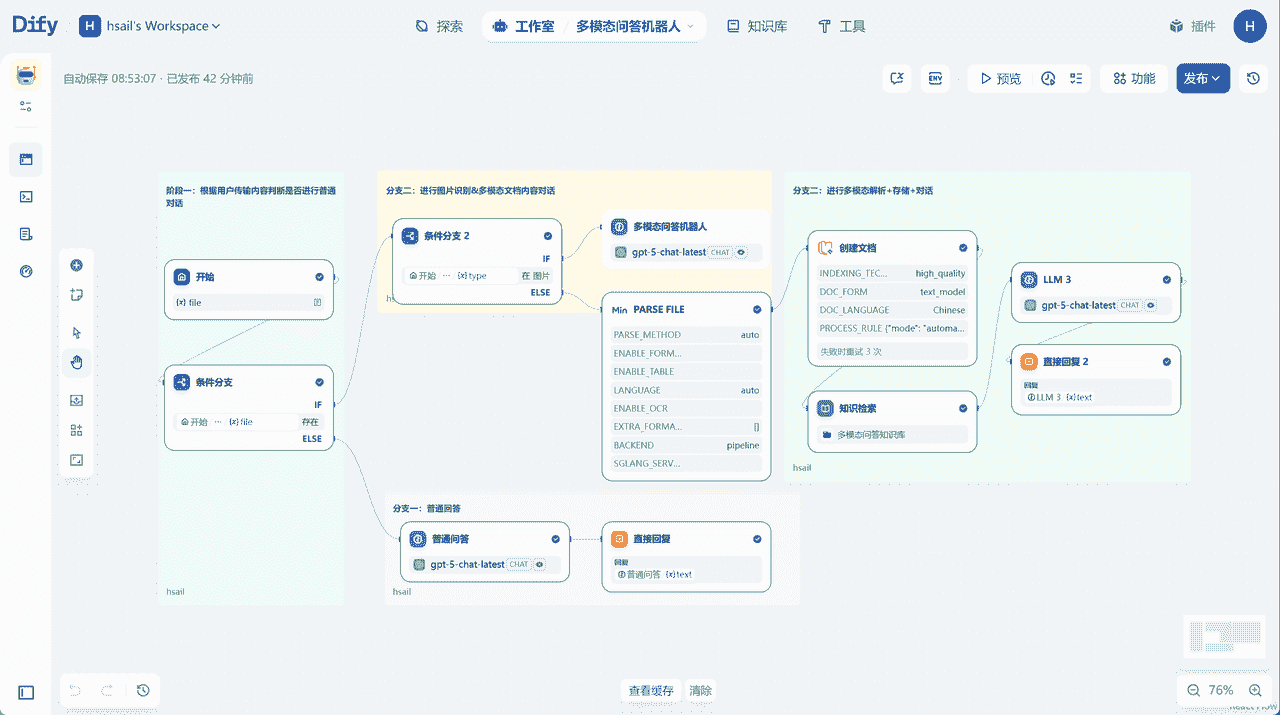 Dify
H hsail's Workspace
探索
工作室 / 多模态问答机器人
知识库
工具
插件
H
自动保存 08:53:07 · 已发布 42 分钟前
ENV
预览
功能
发布
阶段一：根据用户传输内容判断是否进行普通
对话
开始
{x} file
条件分支
IF
开始 ··· {x}file 存在
ELSE
hsail
分支二：进行图片识别&多模态文档内容对话
条件分支 2
IF
开始 ··· {x}type 在 图片
ELSE
多模态问答机器人
gpt-5-chat-latest CHAT
Min PARSE FILE
PARSE_METHOD auto
ENABLE_FORM...
ENABLE_TABLE
LANGUAGE auto
ENABLE_OCR
EXTRA_FORMA... []
BACKEND pipeline
SGLANG_SERV...
分支二：进行多模态解析+存储+对话
创建文档
INDEXING_TEC... high_quality
DOC_FORM text_model
DOC_LANGUAGE Chinese
PROCESS_RULE {"mode": "automa...
失败时重试 3 次
知识检索
多模态问答知识库
hsail
LLM 3
gpt-5-chat-latest CHAT
直接回复 2
回复
LLM 3 {x}text
分支一：普通回答
普通问答
gpt-5-chat-latest CHAT
hsail
直接回复
回复
普通问答 {x}text
查看缓存
清除
76%
React Flow